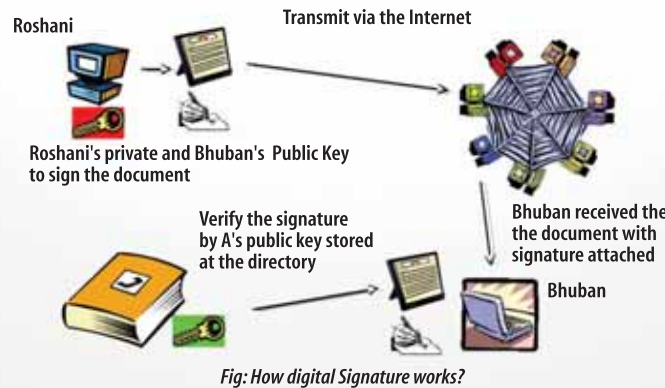 Roshani
Transmit via the Internet
Roshani's private and Bhuban's Public Key
to sign the document
Verify the signature
by A's public key stored
at the directory
Bhuban received the
the document with
signature attached
Bhuban
Fig: How digital Signature works?